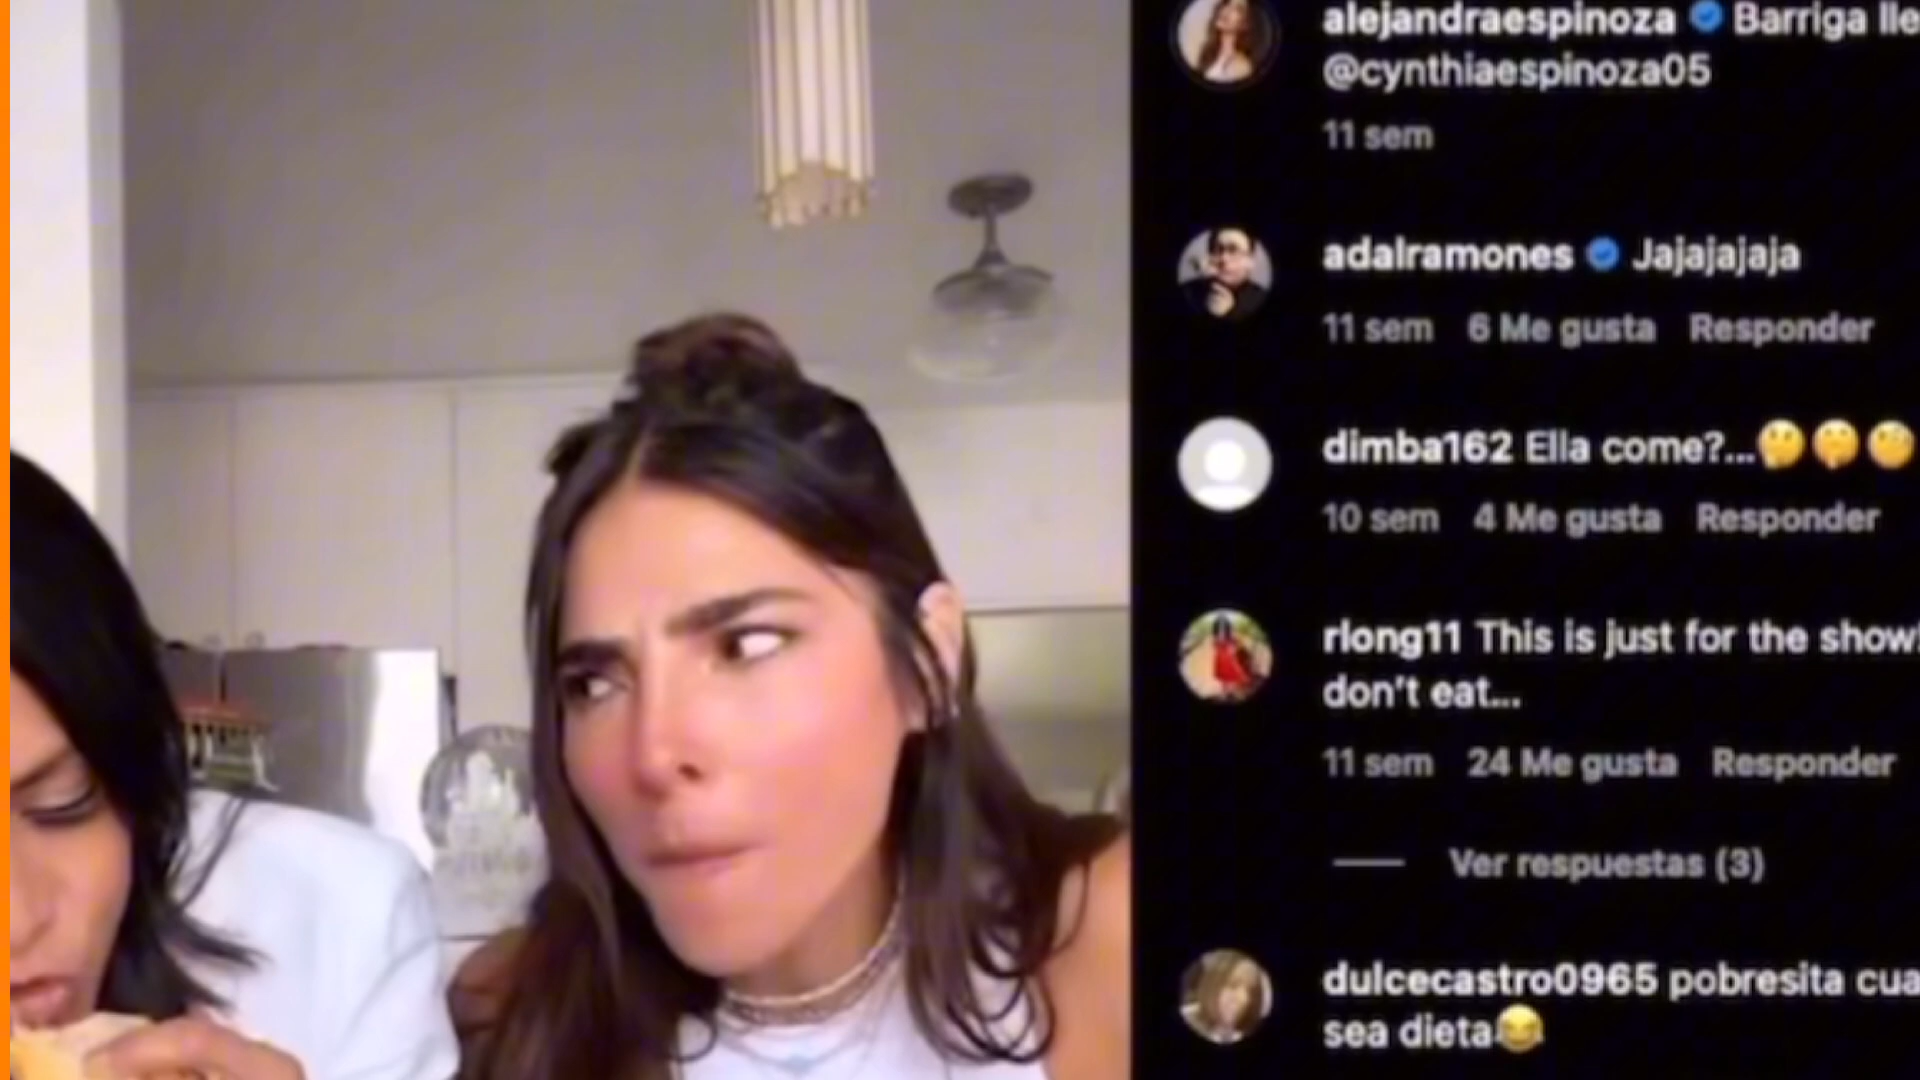 alejandraespinoza Barriga lle
@cynthiaespinoza05
11 sem
adalramones Jajajajaja
11 sem 6 Me gusta Responder
dimba162 Ella come?...🤔🤔🤔
10 sem 4 Me gusta Responder
rlong11 This is just for the show!
don't eat...
11 sem 24 Me gusta Responder
Ver respuestas (3)
dulcecastro0965 pobresita cua
sea dieta😂